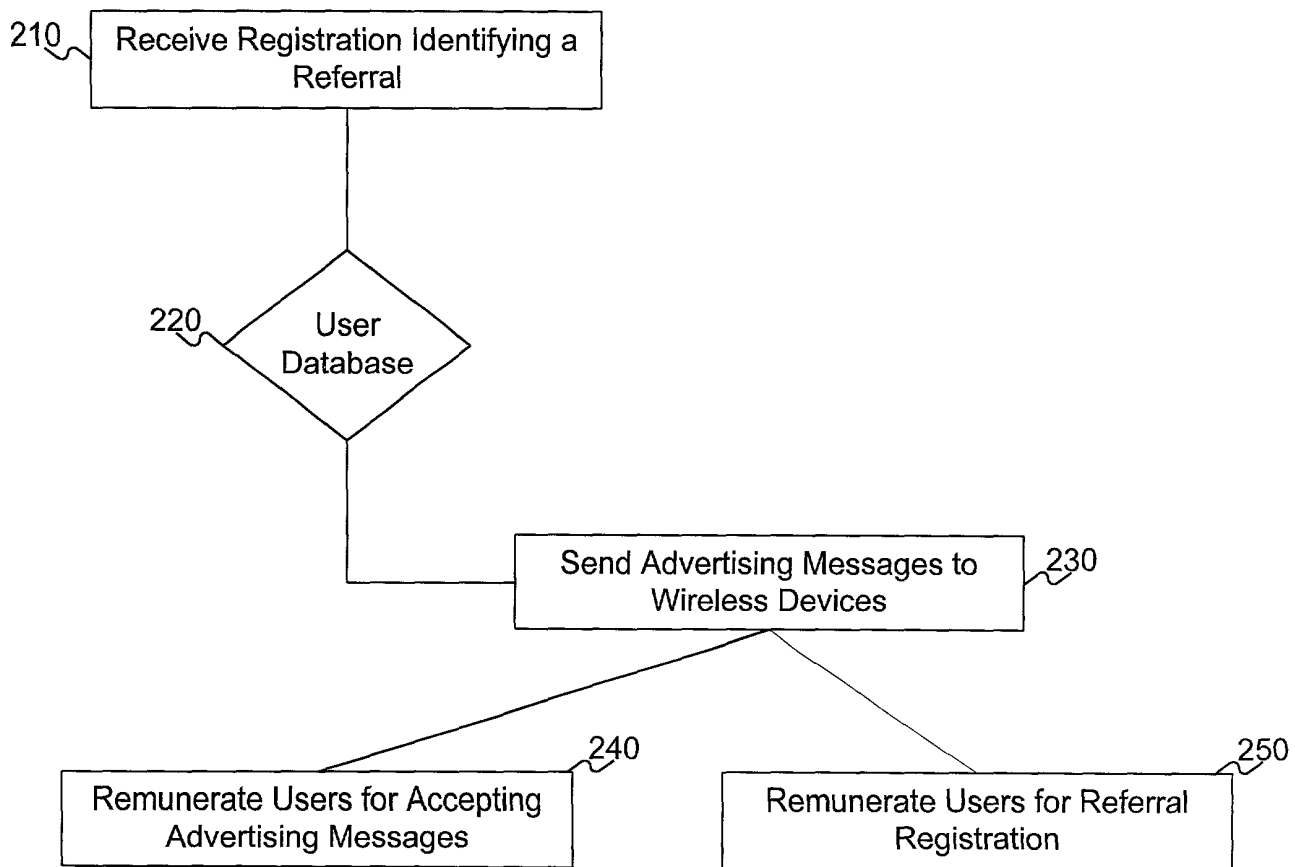 210
Receive Registration Identifying a
Referral
220
User
Database
Send Advertising Messages to
Wireless Devices
230
240
Remunerate Users for Accepting
Advertising Messages
250
Remunerate Users for Referral
Registration